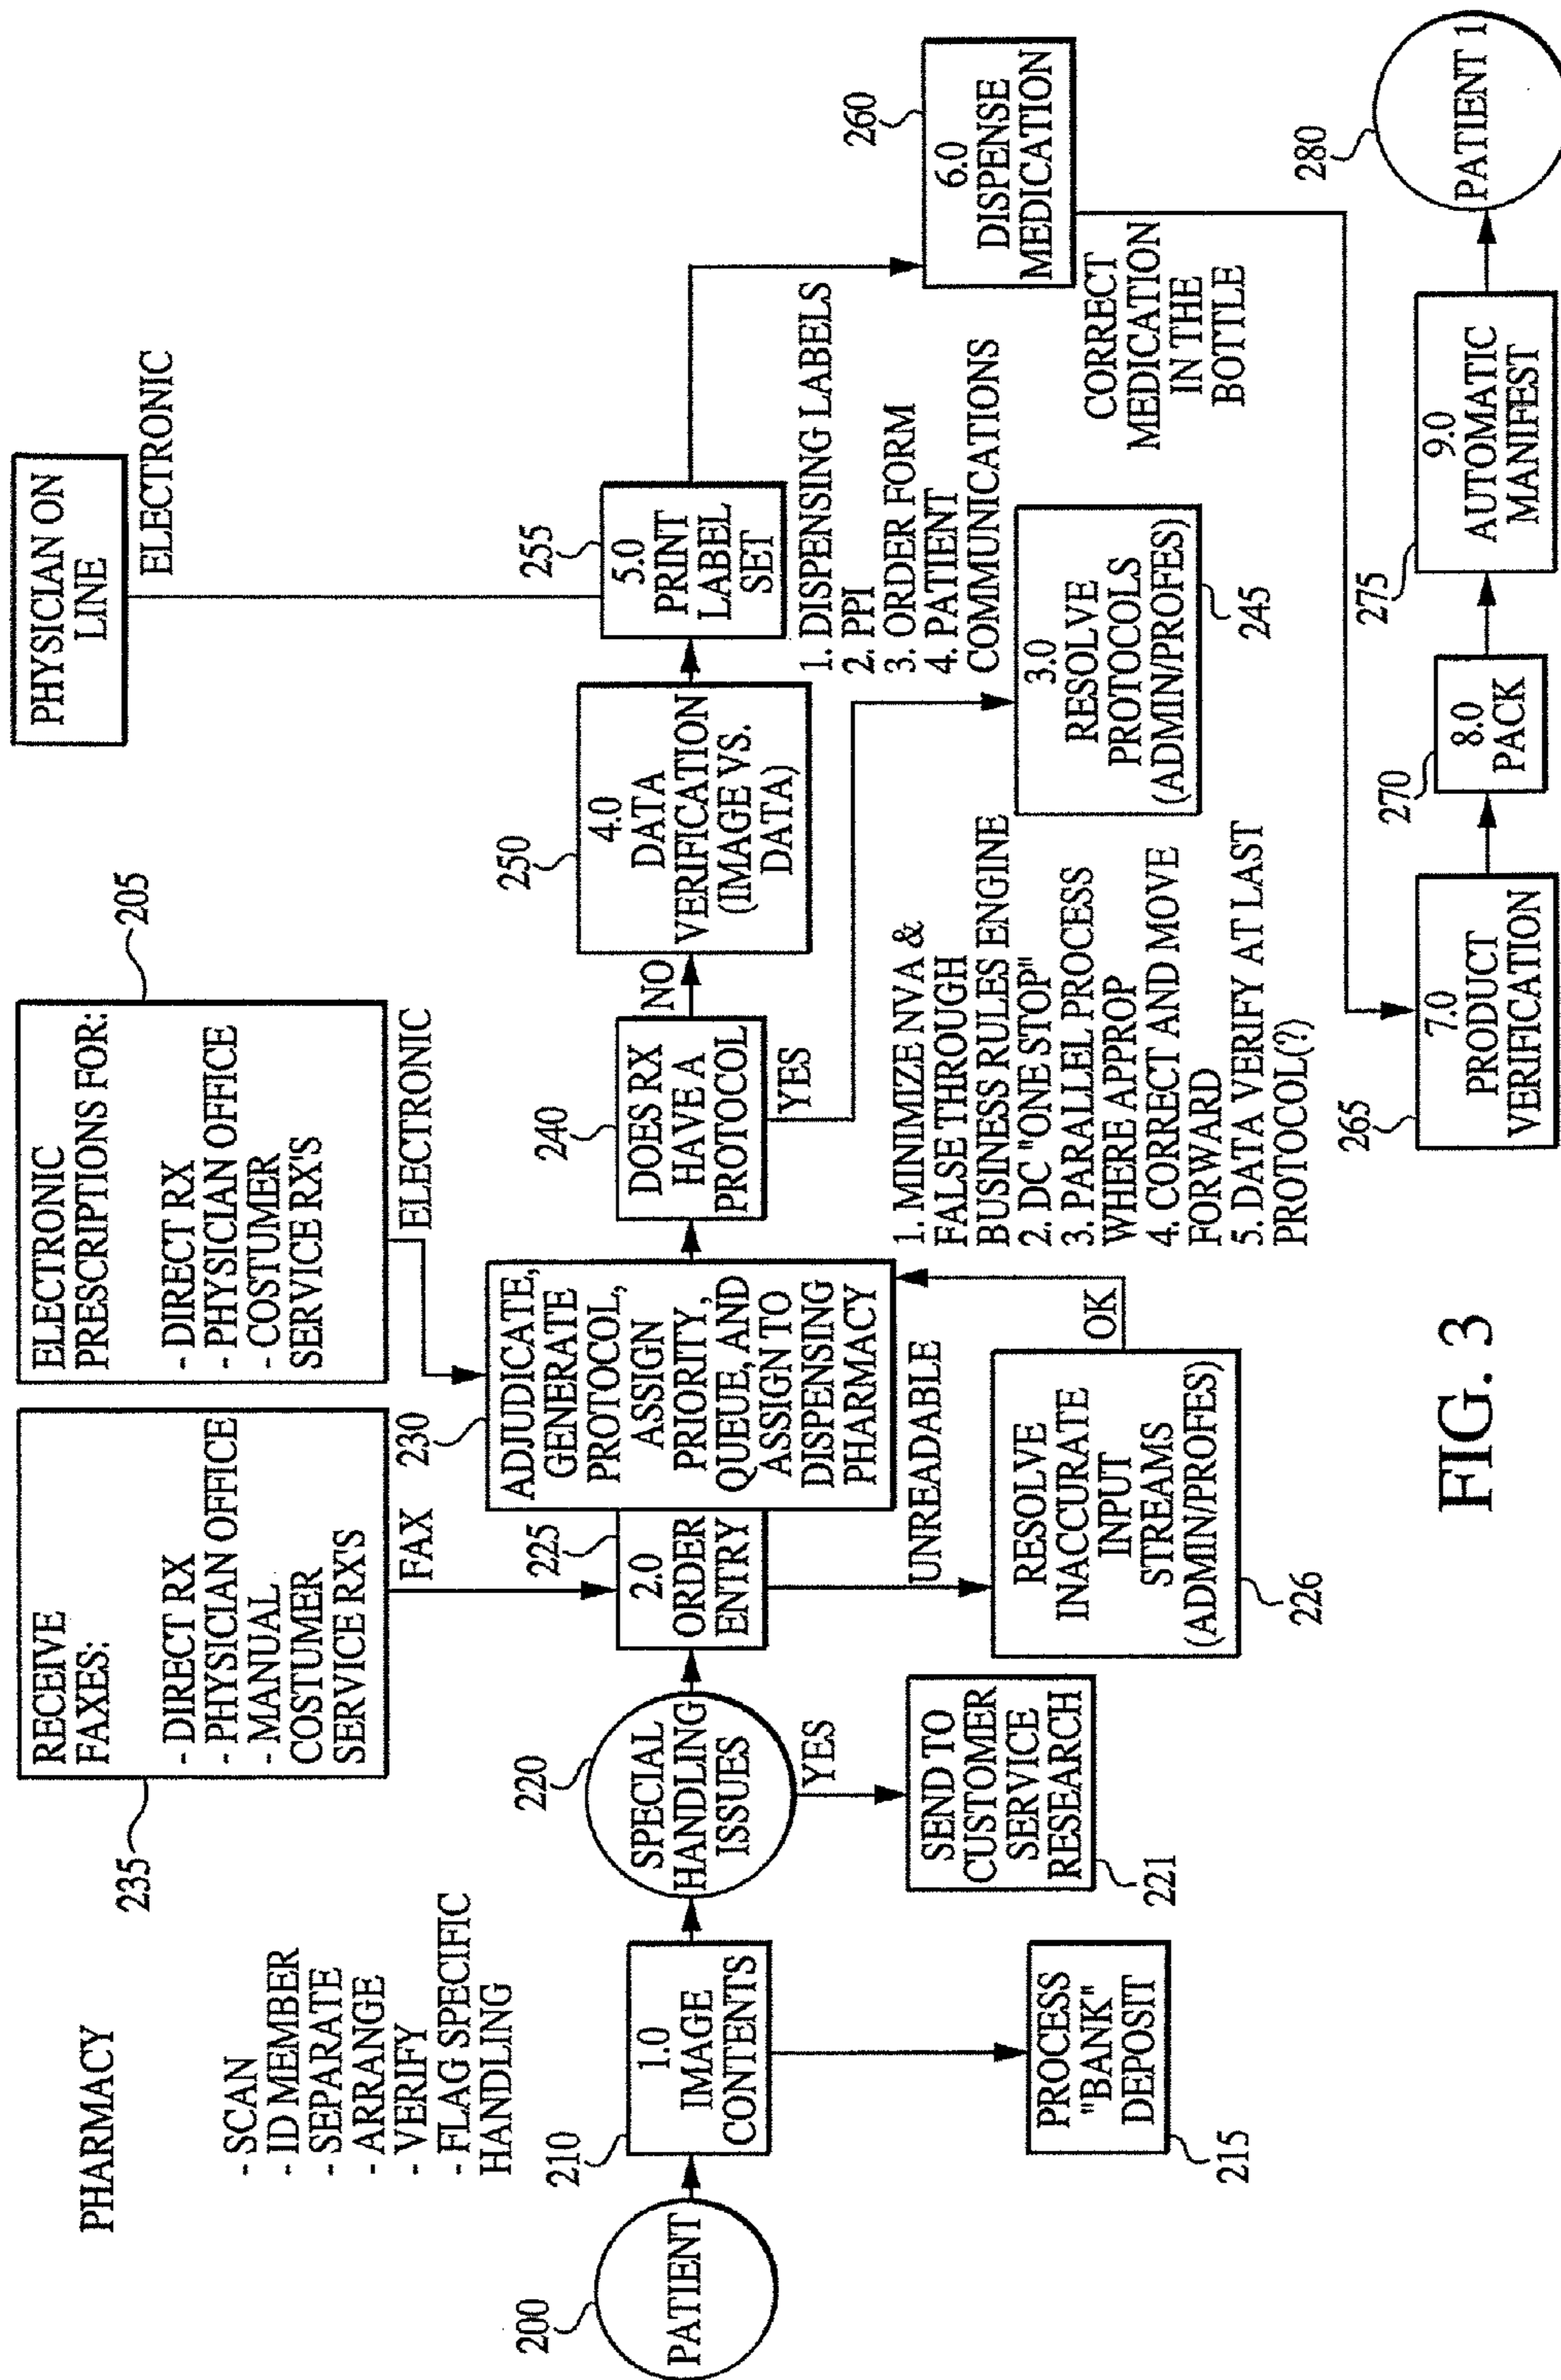 PHARMACY
- SCAN
- ID MEMBER
- SEPARATE
- ARRANGE
- VERIFY
- FLAG SPECIFIC
HANDLING
235
RECEIVE
FAXES:
- DIRECT RX
- PHYSICIAN OFFICE
- MANUAL
COSTUMER
SERVICE RX'S
FAX
205
ELECTRONIC
PRESCRIPTIONS FOR:
- DIRECT RX
- PHYSICIAN OFFICE
- COSTUMER
SERVICE RX'S
ELECTRONIC
PHYSICIAN ON
LINE
ELECTRONIC
200
PATIENT
210
1.0
IMAGE
CONTENTS
215
PROCESS
"BANK"
DEPOSIT
220
SPECIAL
HANDLING
ISSUES
YES
SEND TO
CUSTOMER
SERVICE
RESEARCH
221
225
2.0
ORDER
ENTRY
UNREADABLE
RESOLVE
INACCURATE
INPUT
STREAMS
(ADMIN/PROFES)
226
OK
230
ADJUDICATE,
GENERATE
PROTOCOL,
ASSIGN
PRIORITY,
QUEUE, AND
ASSIGN TO
DISPENSING
PHARMACY
240
DOES RX
HAVE A
PROTOCOL
NO
YES
250
4.0
DATA
VERIFICATION
(IMAGE VS.
DATA)
255
5.0
PRINT
LABEL
SET
1. DISPENSING LABELS
2. PPI
3. ORDER FORM
4. PATIENT
COMMUNICATIONS
3.0
RESOLVE
PROTOCOLS
(ADMIN/PROFES)
245
1. MINIMIZE NVA &
FALSE THROUGH
BUSINESS RULES ENGINE
2. DC "ONE STOP"
3. PARALLEL PROCESS
WHERE APPROP
4. CORRECT AND MOVE
FORWARD
5. DATA VERIFY AT LAST
PROTOCOL(?)
260
6.0
DISPENSE
MEDICATION
CORRECT
MEDICATION
IN THE
BOTTLE
265
7.0
PRODUCT
VERIFICATION
270
8.0
PACK
275
9.0
AUTOMATIC
MANIFEST
280
PATIENT 1
FIG. 3